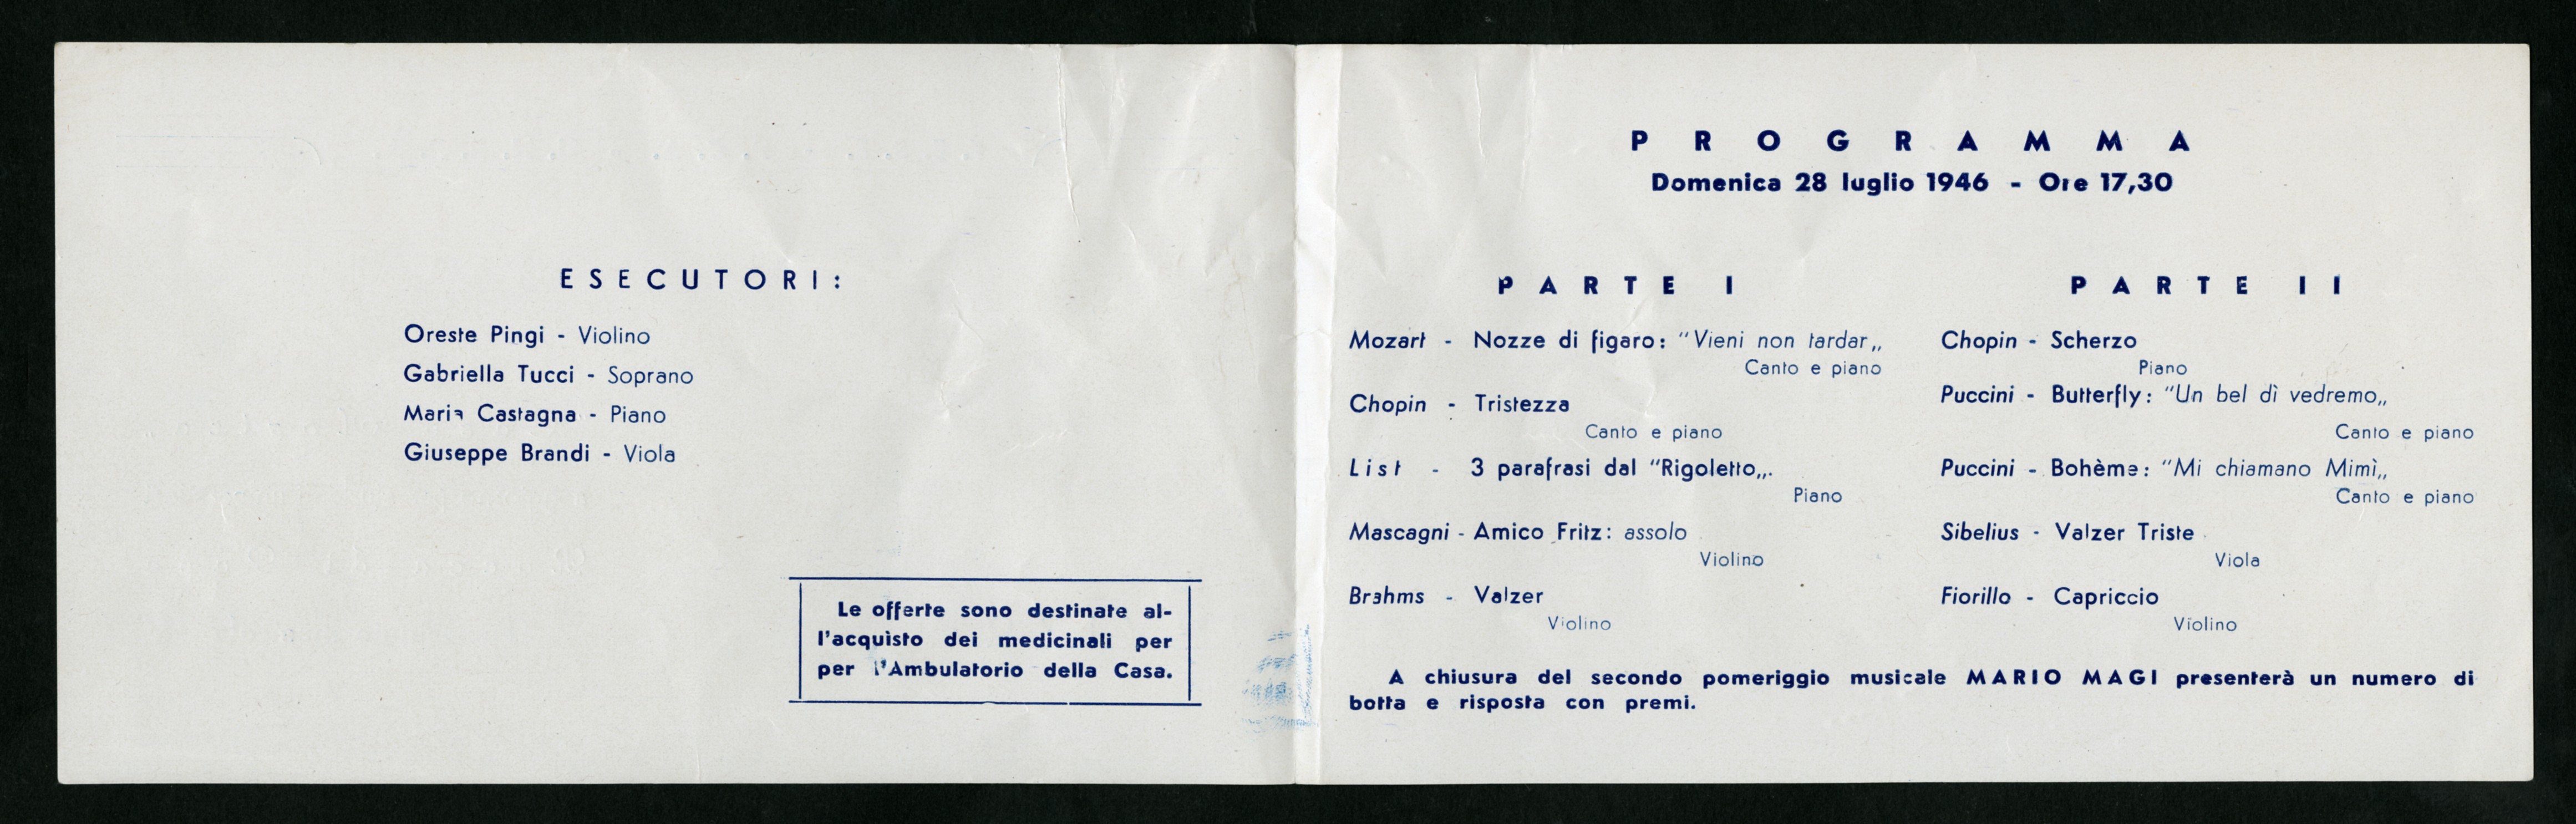 ESECUTORI:
Oreste Pingi - Violino
Gabriella Tucci - Soprano
Maria Castagna - Piano
Giuseppe Brandi - Viola
Le offerte sono destinate al-
l'acquisto dei medicinali per
per l'Ambulatorio della Casa.
PROGRAMMA
Domenica 28 luglio 1946 - Ore 17,30
PARTE I
Mozart - Nozze di figaro: “Vieni non tardar„
Canto e piano
Chopin - Tristezza
Canto e piano
List - 3 parafrasi dal “Rigoletto„.
Piano
Mascagni - Amico Fritz: assolo
Violino
Brahms - Valzer
Violino
PARTE II
Chopin - Scherzo
Piano
Puccini - Butterfly: “Un bel dì vedremo„
Canto e piano
Puccini - Bohème: “Mi chiamano Mimì„
Canto e piano
Sibelius - Valzer Triste
Viola
Fiorillo - Capriccio
Violino
A chiusura del secondo pomeriggio musicale MARIO MAGI presenterà un numero di
botta e risposta con premi.